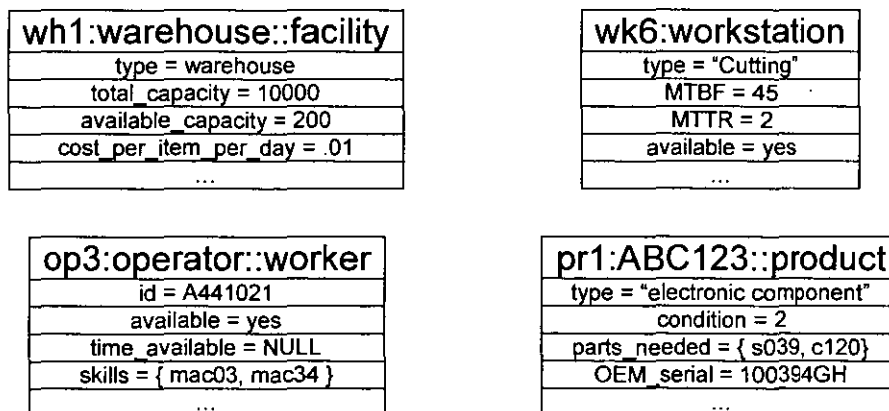 wh1:warehouse::facility
type = warehouse
total_capacity = 10000
available_capacity = 200
cost_per_item_per_day = .01
...
wk6:workstation
type = "Cutting"
MTBF = 45
MTTR = 2
available = yes
...
op3:operator::worker
id = A441021
available = yes
time_available = NULL
skills = { mac03, mac34 }
...
pr1:ABC123::product
type = "electronic component"
condition = 2
parts_needed = { s039, c120}
OEM_serial = 100394GH
...